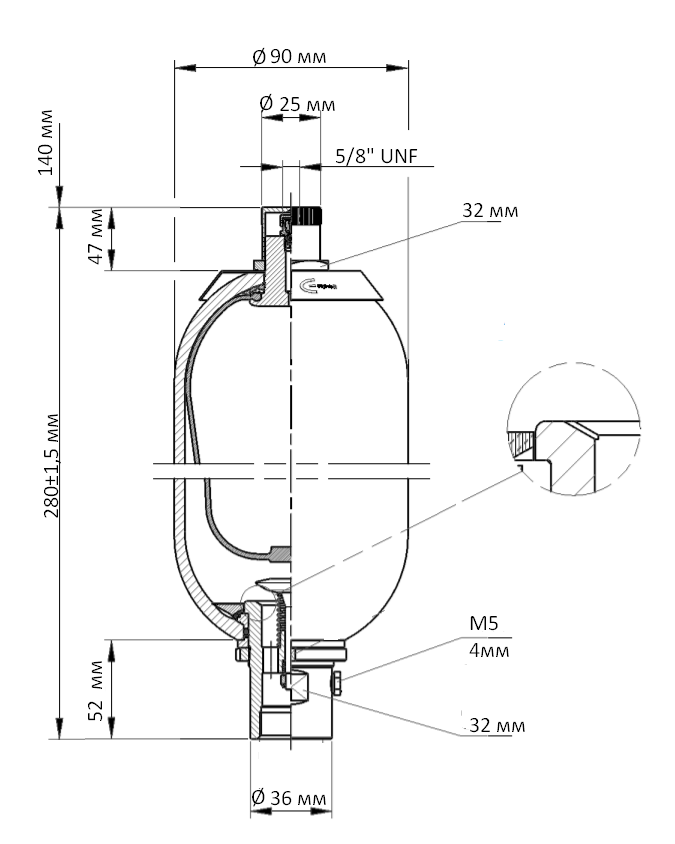 Ø 90 мм
Ø 25 мм
5/8" UNF
140 мм
47 мм
32 мм
280±1,5 мм
M5
4мм
52 мм
32 мм
Ø 36 мм